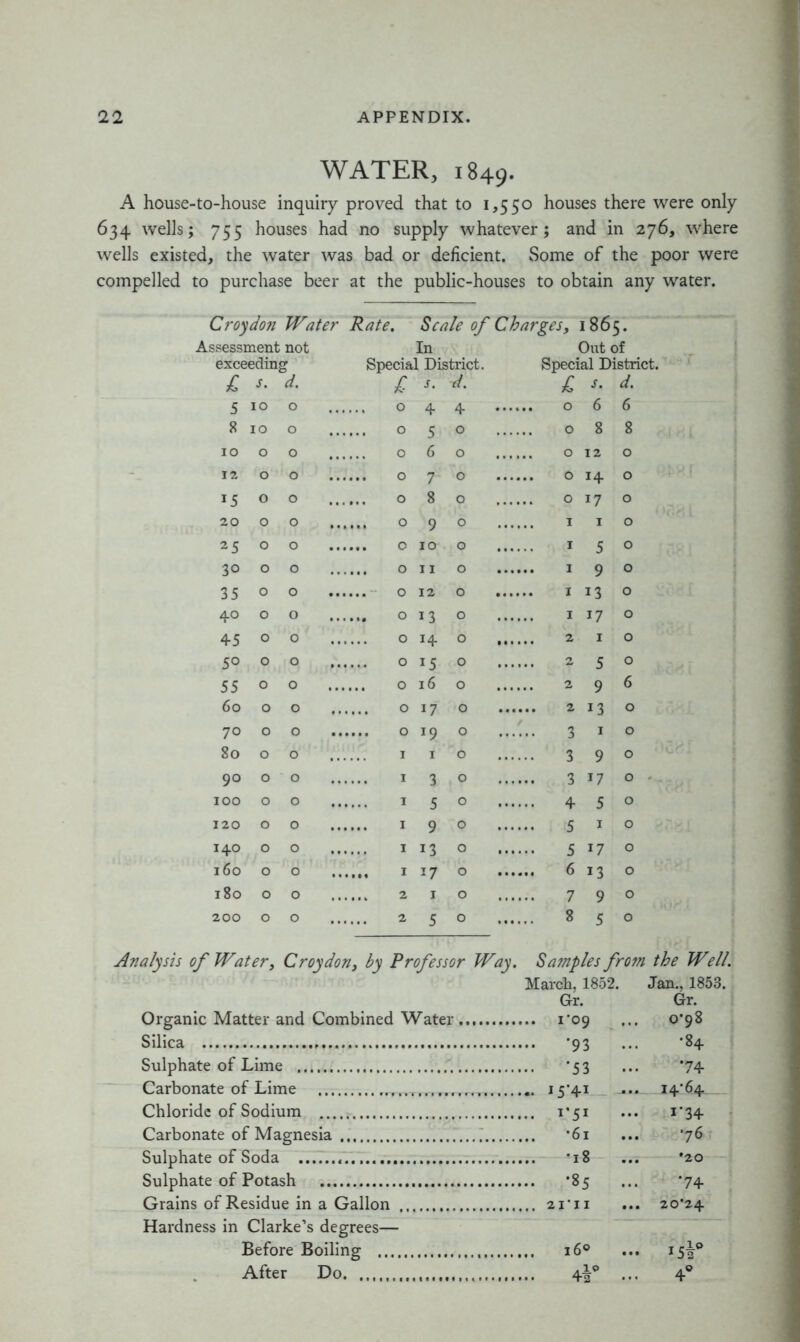 22 APPENDIX.
WATER, 1849.
A house-to-house inquiry proved that to 1,550 houses there were only
634 wells; 755 houses had no supply whatever; and in 276, where
wells existed, the water was bad or deficient. Some of the poor were
compelled to purchase beer at the public-houses to obtain any water.
Croydon Water Rate. Scale of Charges, 1865.
Assessment not In Out of
exceeding Special District. Special District.
£ s. d. £ s. d. £ s. d.
5 10 0 ...... 0 4 4 ...... 0 6 6
8 10 0 ...... 0 5 0 ...... 0 8 8
10 0 0 ...... 0 6 0 ...... 0 12 0
12 0 0 ...... 0 7 0 ...... 0 14 0
15 0 0 ...... 0 8 0 ...... 0 17 0
20 0 0 ...... 0 9 0 ...... 1 1 0
25 0 0 ...... 0 10 0 ...... 1 5 0
30 0 0 ...... 0 11 0 ...... 1 9 0
35 0 0 ...... 0 12 0 ...... 1 13 0
40 0 0 ...... 0 13 0 ...... 1 17 0
45 0 0 ...... 0 14 0 ...... 2 1 0
50 0 0 ...... 0 15 0 ...... 2 5 0
55 0 0 ...... 0 16 0 ...... 2 9 6
60 0 0 ...... 0 17 0 ...... 2 13 0
70 0 0 ...... 0 19 0 ...... 3 1 0
80 0 0 ...... 1 1 0 ...... 3 9 0
90 0 0 ...... 1 3 0 ...... 3 17 0
100 0 0 ...... 1 5 0 ...... 4 5 0
120 0 0 ...... 1 9 0 ...... 5 1 0
140 0 0 ...... 1 13 0 ...... 5 17 0
160 0 0 ...... 1 17 0 ...... 6 13 0
180 0 0 ...... 2 1 0 ...... 7 9 0
200 0 0 ...... 2 5 0 ...... 8 5 0
Analysis of Water, Croydon, by Professor Way. Samples from the Well.
March, 1852. Jan., 1853.
Gr. Gr.
Organic Matter and Combined Water ............ 1·09 ... 0·98
Silica ............ ·93 ... ·84
Sulphate of Lime ............ ·53 ... ·74
Carbonate of Lime ............ 15·41 ... 14·64
Chloride of Sodium ............ 1·51 ... 1·34
Carbonate of Magnesia ............ ·61 ... ·76
Sulphate of Soda ............ ·18 ... ·20
Sulphate of Potash ............ ·85 ... ·74
Grains of Residue in a Gallon ............ 21·11 ... 20·24
Hardness in Clarke's degrees—
Before Boiling ............ 16° ... 15½°
After Do. ............ 4½° ... 4°